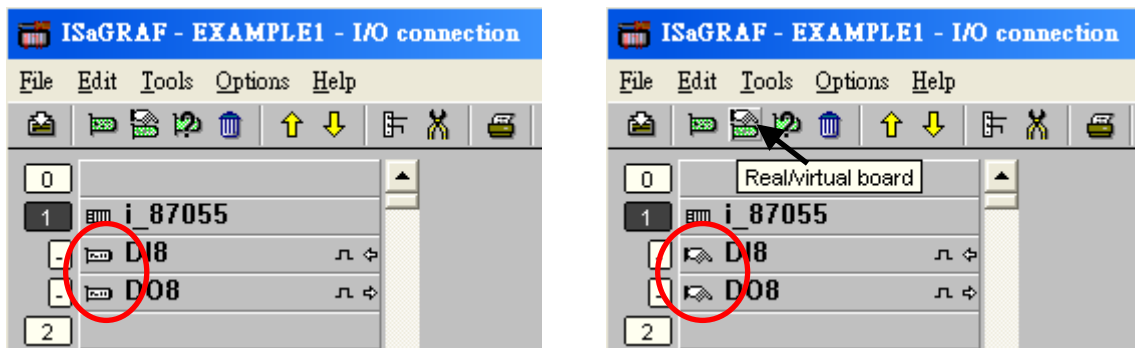 ISaGRAF - EXAMPLE1 - I/O connection
File Edit Tools Options Help
0
1 i_87055
- DI8
- DO8
2
ISaGRAF - EXAMPLE1 - I/O connection
File Edit Tools Options Help
Real/virtual board
0
1 i_87055
- DI8
- DO8
2